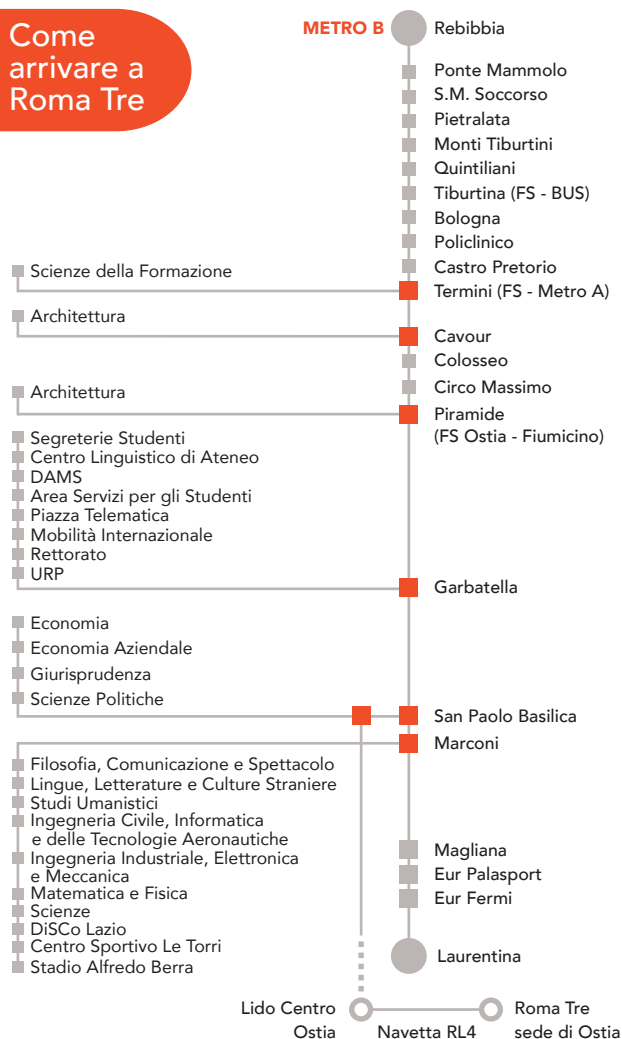 Come
arrivare a
Roma Tre
METRO B
Rebibbia
Ponte Mammolo
S.M. Soccorso
Pietralata
Monti Tiburtini
Quintiliani
Tiburtina (FS - BUS)
Bologna
Policlinico
Castro Pretorio
Scienze della Formazione
Termini (FS - Metro A)
Architettura
Cavour
Colosseo
Circo Massimo
Architettura
Piramide
(FS Ostia - Fiumicino)
Segreterie Studenti
Centro Linguistico di Ateneo
DAMS
Area Servizi per gli Studenti
Piazza Telematica
Mobilità Internazionale
Rettorato
URP
Garbatella
Economia
Economia Aziendale
Giurisprudenza
Scienze Politiche
San Paolo Basilica
Marconi
Filosofia, Comunicazione e Spettacolo
Lingue, Letterature e Culture Straniere
Studi Umanistici
Ingegneria Civile, Informatica
e delle Tecnologie Aeronautiche
Ingegneria Industriale, Elettronica
e Meccanica
Matematica e Fisica
Scienze
DiSCo Lazio
Centro Sportivo Le Torri
Stadio Alfredo Berra
Magliana
Eur Palasport
Eur Fermi
Laurentina
Lido Centro
Ostia
Navetta RL4
Roma Tre
sede di Ostia